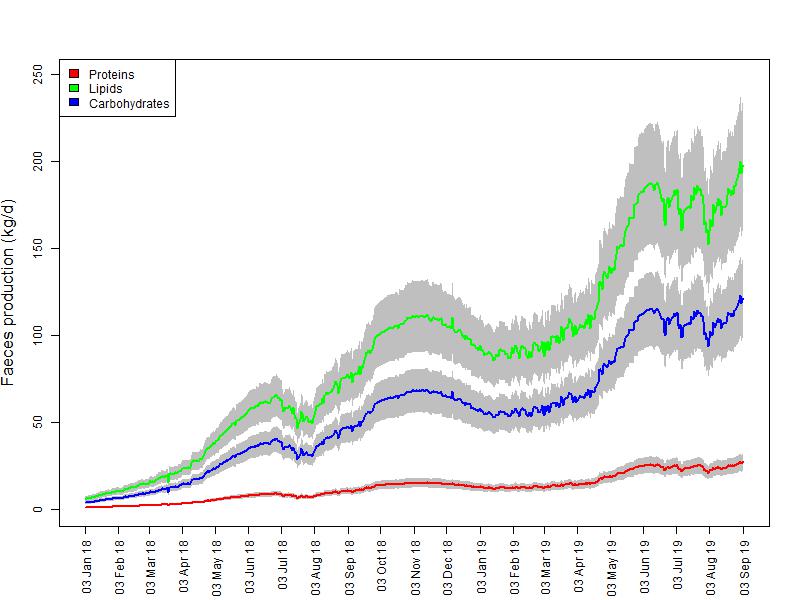 Proteins
Lipids
Carbohydrates
Faeces production (kg/d)
250
200
150
100
50
0
03 Jan 18
03 Feb 18
03 Mar 18
03 Apr 18
03 May 18
03 Jun 18
03 Jul 18
03 Aug 18
03 Sep 18
03 Oct 18
03 Nov 18
03 Dec 18
03 Jan 19
03 Feb 19
03 Mar 19
03 Apr 19
03 May 19
03 Jun 19
03 Jul 19
03 Aug 19
03 Sep 19